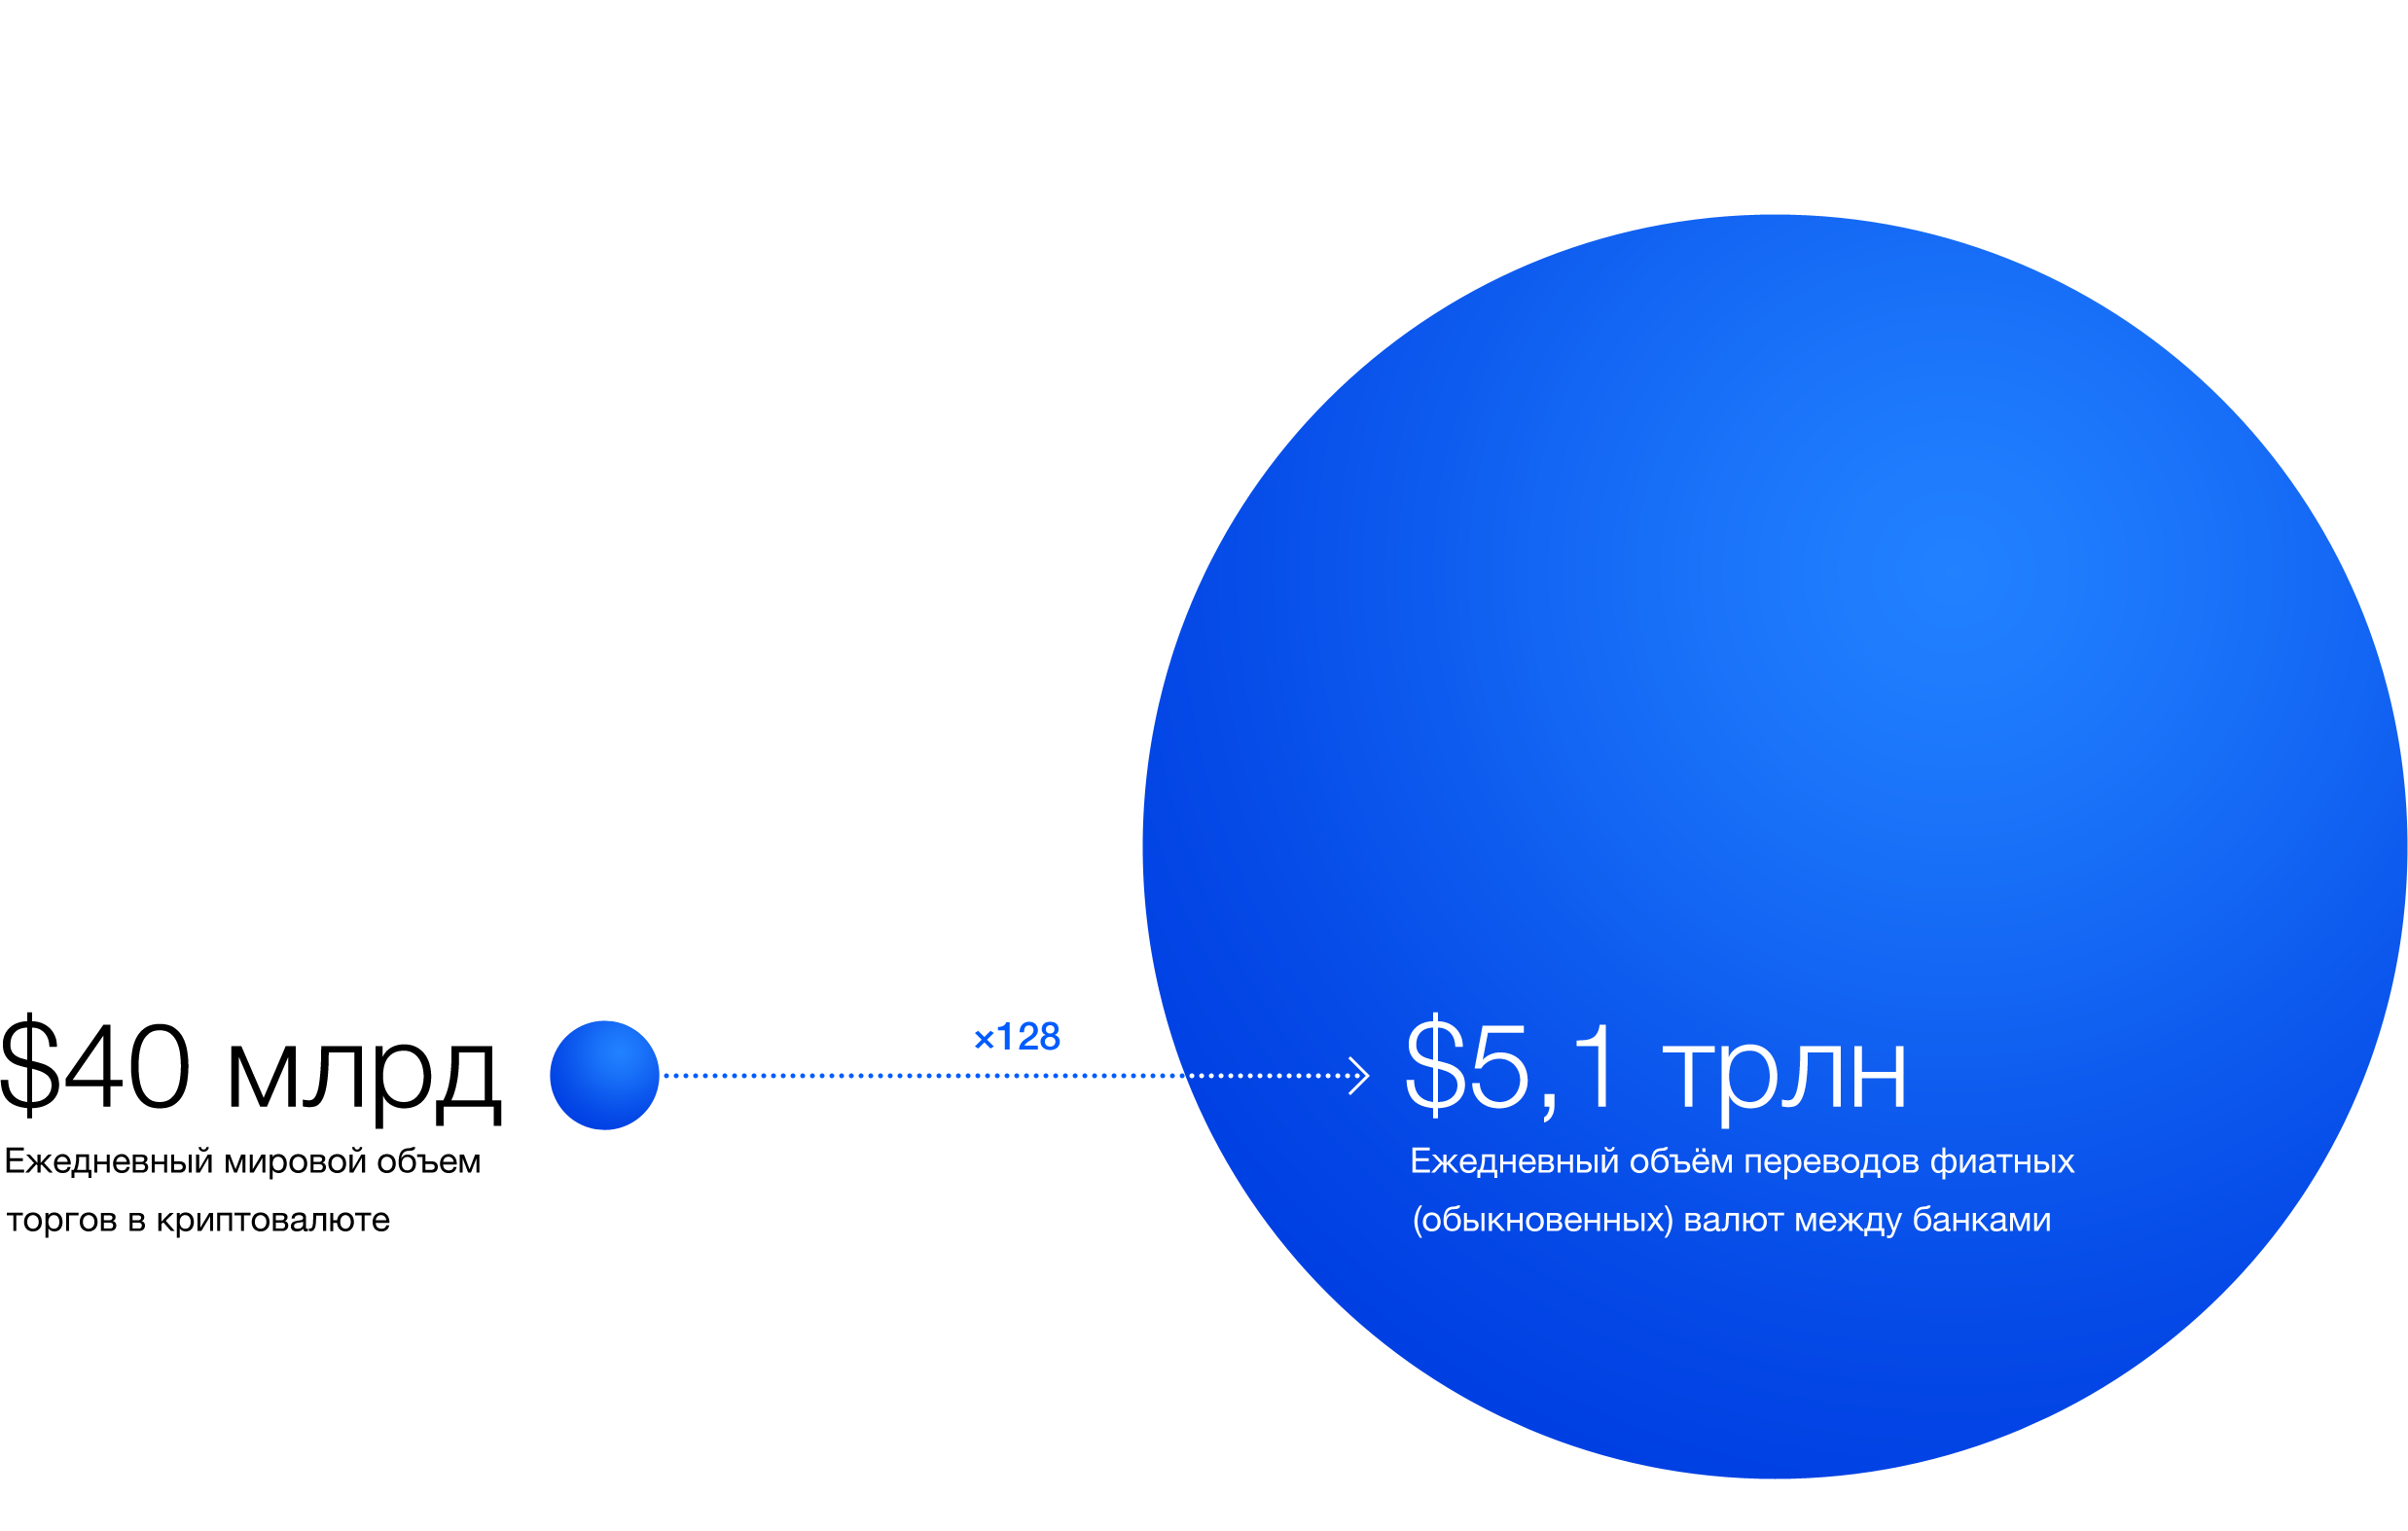 $40 млрд
Ежедневный мировой объем
торгов в криптовалюте
×128
$5,1 трлн
Ежедневный объём переводов фиатных
(обыкновенных) валют между банками